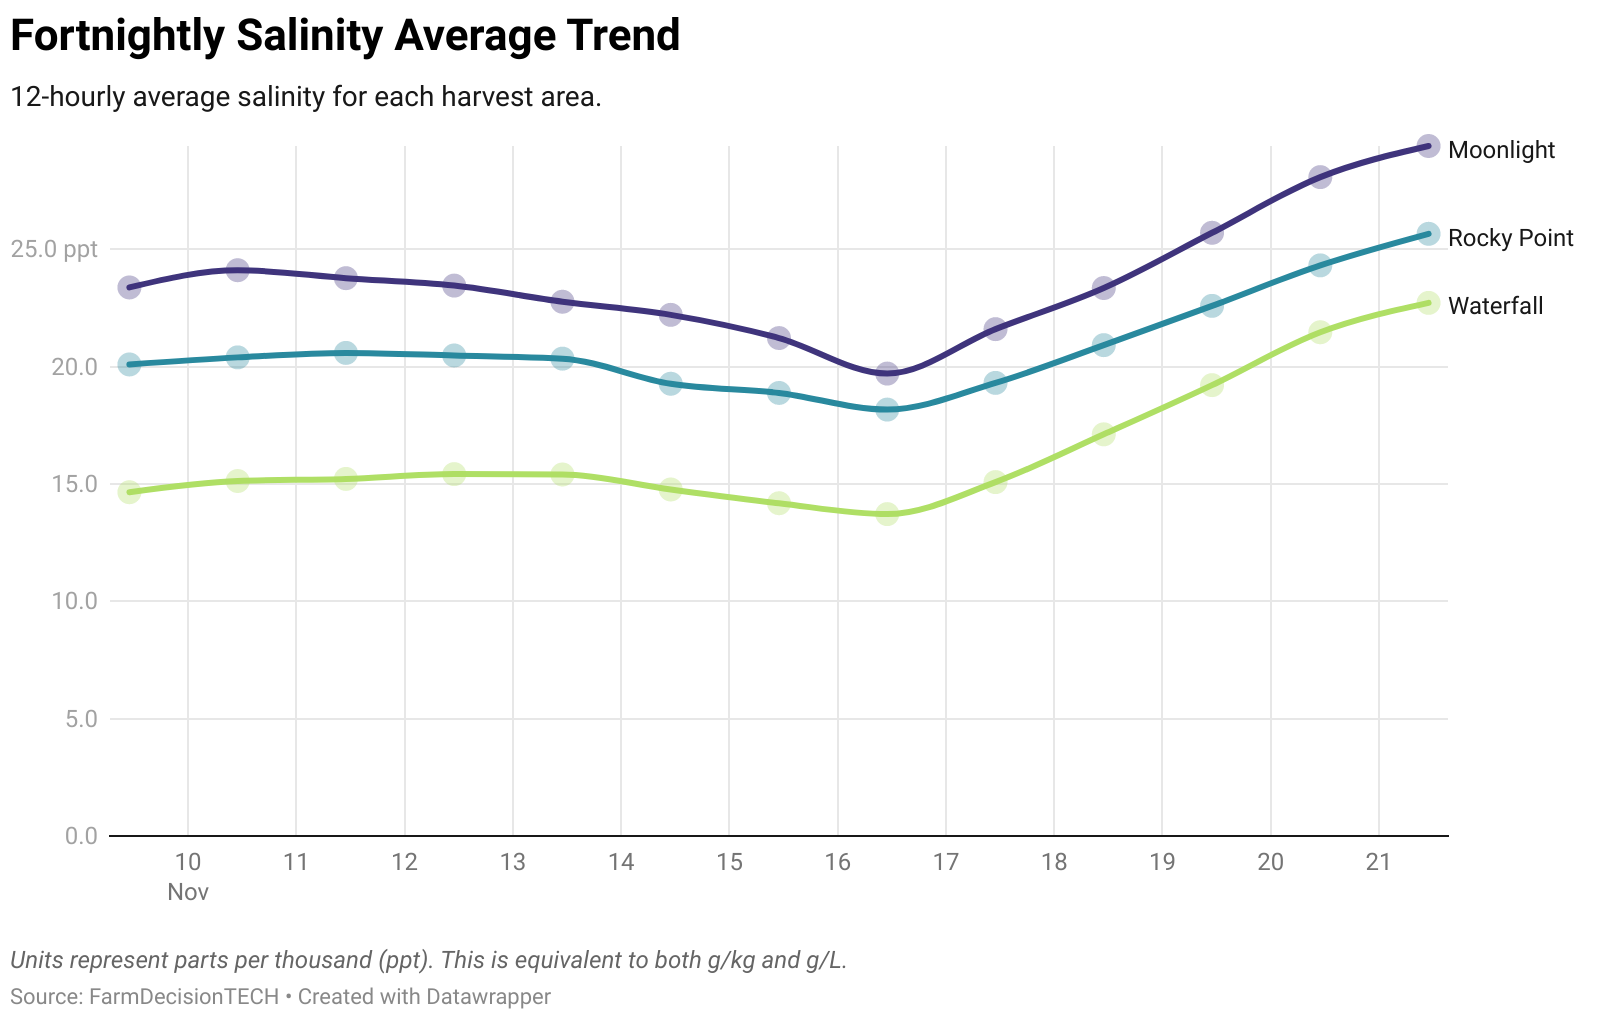 Fortnightly Salinity Average Trend
12-hourly average salinity for each harvest area.
Moonlight
Rocky Point
Waterfall
25.0 ppt
20.0
15.0
10.0
5.0
0.0
10 11 12 13 14 15 16 17 18 19 20 21
Nov
Units represent parts per thousand (ppt). This is equivalent to both g/kg and g/L.
Source: FarmDecisionTECH • Created with Datawrapper